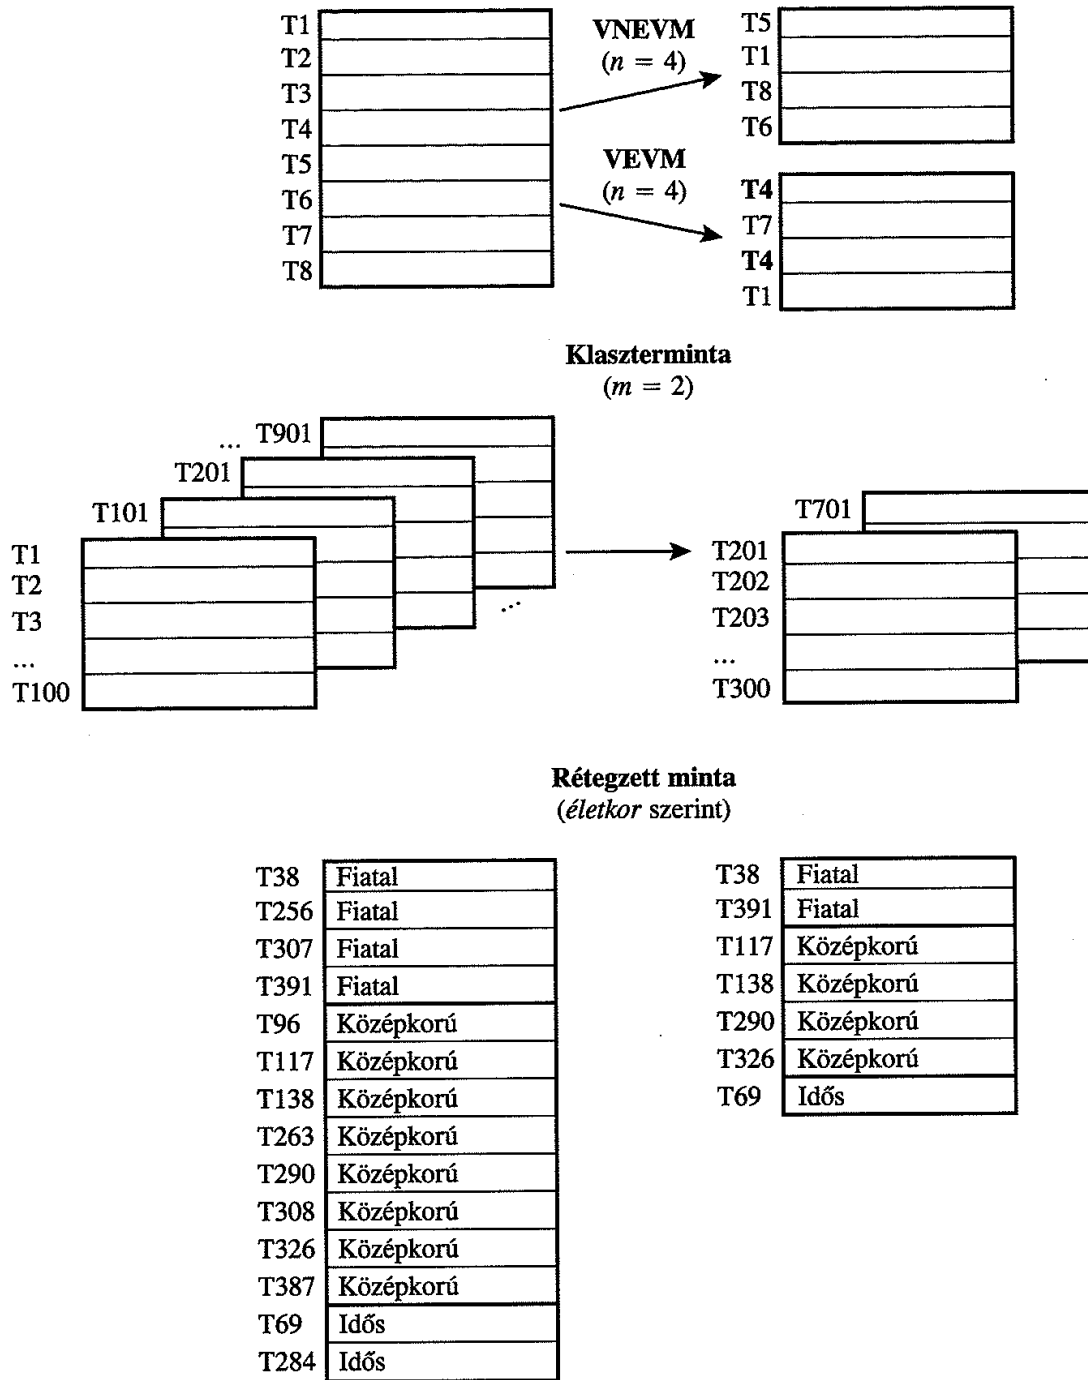 T1
T2
T3
T4
T5
T6
T7
T8
VNEVM
(n = 4)
VEVM
(n = 4)
T5
T1
T8
T6
T4
T7
T4
T1
Klaszterminta
(m = 2)
... T901
T201
T101
T1
T2
T3
...
T100
...
T701
T201
T202
T203
...
T300
Rétegzett minta
(életkor szerint)
T38 Fiatal
T256 Fiatal
T307 Fiatal
T391 Fiatal
T96 Középkorú
T117 Középkorú
T138 Középkorú
T263 Középkorú
T290 Középkorú
T308 Középkorú
T326 Középkorú
T387 Középkorú
T69 Idős
T284 Idős
T38 Fiatal
T391 Fiatal
T117 Középkorú
T138 Középkorú
T290 Középkorú
T326 Középkorú
T69 Idős